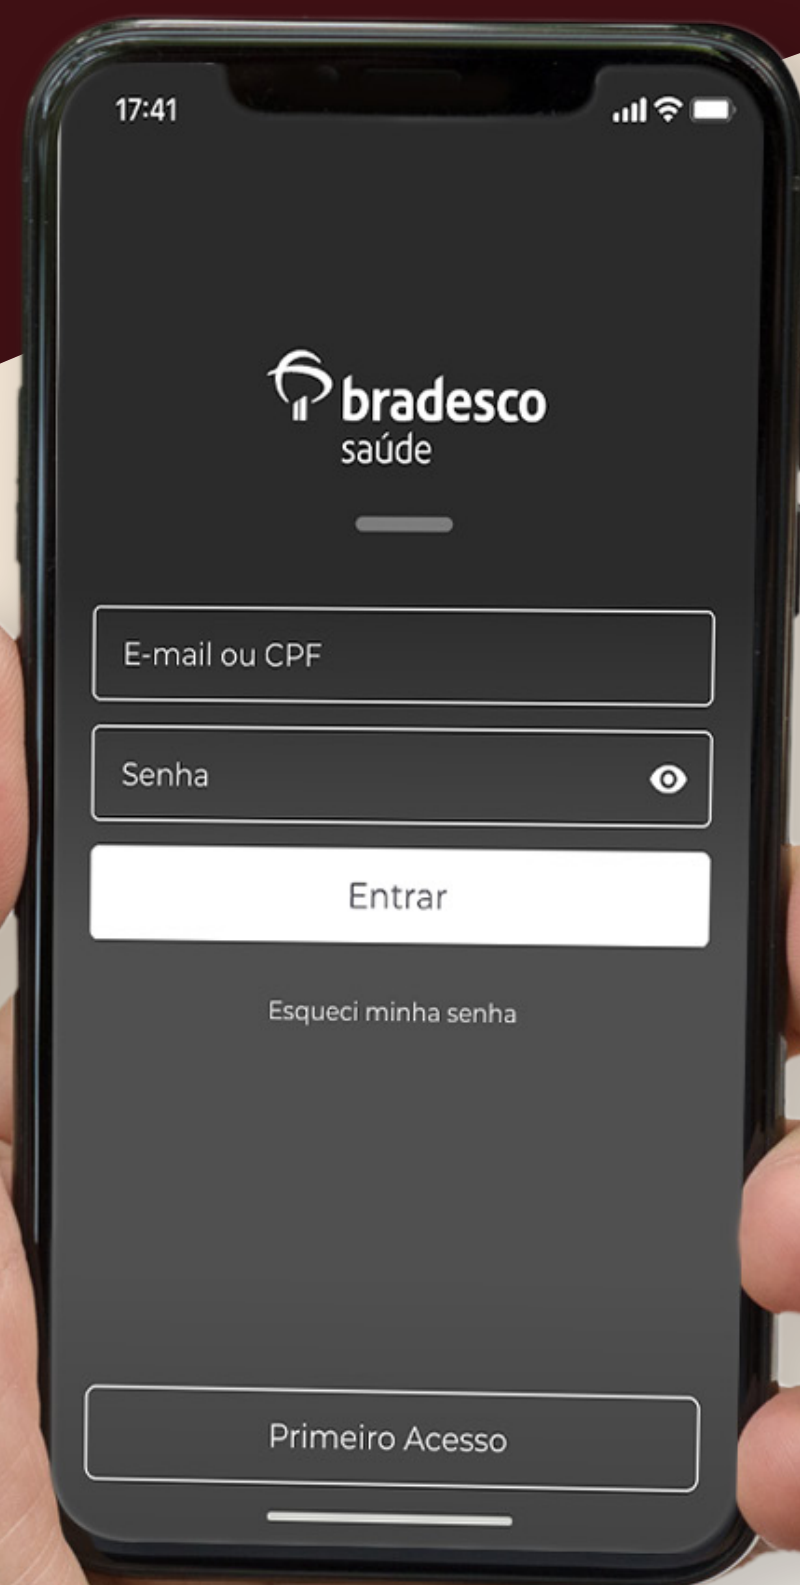 17:41
bradesco
saúde
E-mail ou CPF
Senha
Entrar
Esqueci minha senha
Primeiro Acesso